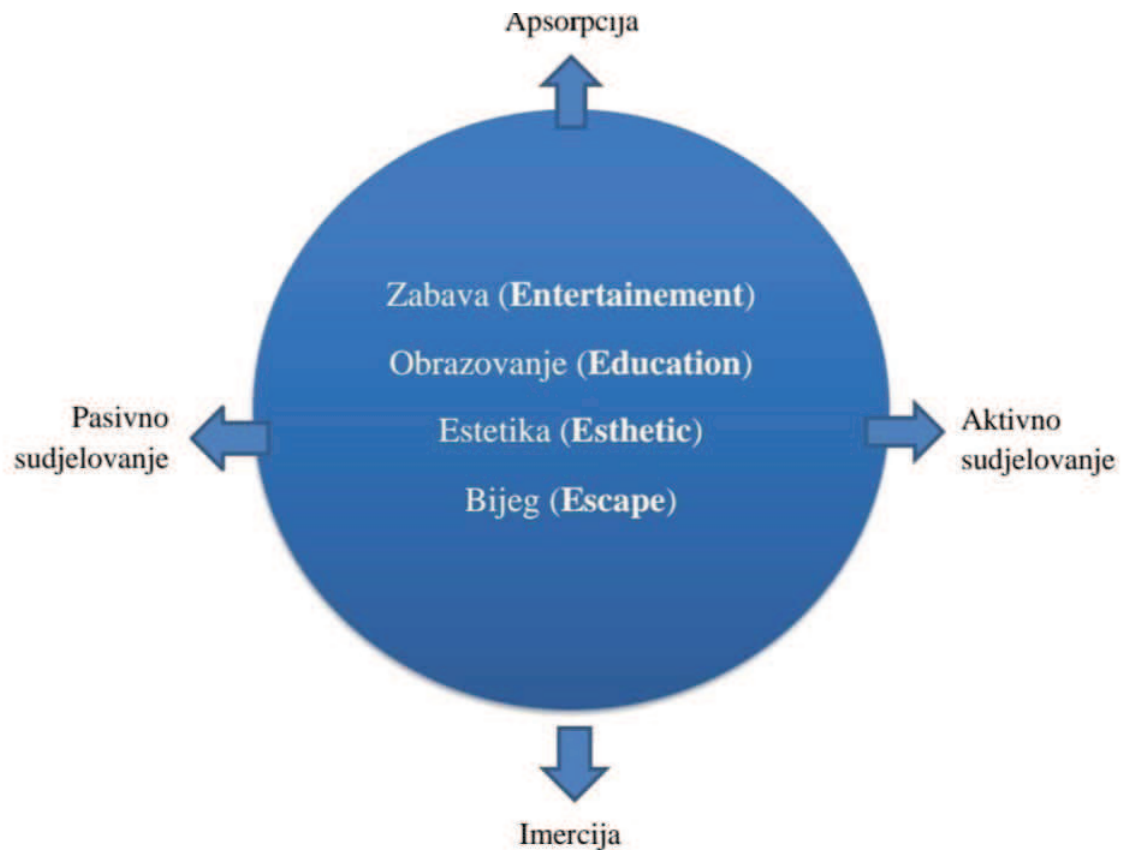 Apsorpcija
Zabava (Entertainement)
Obrazovanje (Education)
Pasivno
sudjelovanje
Estetika (Esthetic)
Aktivno
sudjelovanje
Bijeg (Escape)
Imercija